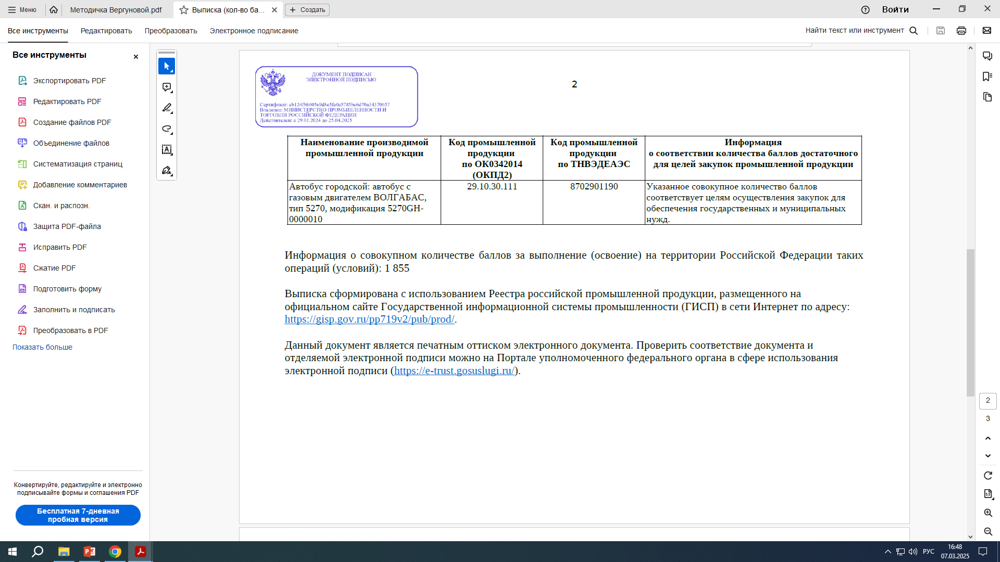 Меню
Методичка Вергуновой.pdf
Выписка (кол-во ба...
Создать
Войти
Все инструменты
Редактировать
Преобразовать
Электронное подписание
Найти текст или инструмент
Все инструменты
Экспортировать PDF
Редактировать PDF
Создание файлов PDF
Объединение файлов
Систематизация страниц
Добавление комментариев
Скан. и распозн.
Защита PDF-файла
Исправить PDF
Сжатие PDF
Подготовить форму
Заполнить и подписать
Преобразовать в PDF
Показать больше
Конвертируйте, редактируйте и электронно
подписывайте формы и соглашения PDF
Бесплатная 7-дневная
пробная версия
ДОКУМЕНТ ПОДПИСАН
ЭЛЕКТРОННОЙ ПОДПИСЬЮ
Сертификат: cb124f86605e9d8e5fa0a5785bc6d70a34370657
Владелец: МИНИСТЕРСТВО ПРОМЫШЛЕННОСТИ И
ТОРГОВЛИ РОССИЙСКОЙ ФЕДЕРАЦИИ
Действителен: с 29.01.2024 до 25.04.2025
2
Наименование производимой
промышленной продукции
Код промышленной
продукции
по ОК0342014
(ОКПД2)
Код промышленной
продукции
по ТНВЭДЕАЭС
Информация
о соответствии количества баллов достаточного
для целей закупок промышленной продукции
Автобус городской: автобус с
газовым двигателем ВОЛГАБАС,
тип 5270, модификация 5270GH-
0000010
29.10.30.111
8702901190
Указанное совокупное количество баллов
соответствует целям осуществления закупок для
обеспечения государственных и муниципальных
нужд.
Информация о совокупном количестве баллов за выполнение (освоение) на территории Российской Федерации таких
операций (условий): 1 855
Выписка сформирована с использованием Реестра российской промышленной продукции, размещенного на
официальном сайте Государственной информационной системы промышленности (ГИСП) в сети Интернет по адресу:
https://gisp.gov.ru/pp719v2/pub/prod/.
Данный документ является печатным оттиском электронного документа. Проверить соответствие документа и
отделяемой электронной подписи можно на Портале уполномоченного федерального органа в сфере использования
электронной подписи (https://e-trust.gosuslugi.ru/).
2
3
РУС
16:48
07.03.2025